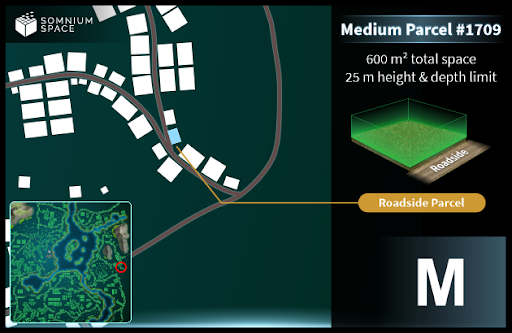 SOMNIUM
SPACE
Medium Parcel #1709
600 m² total space
25 m height & depth limit
Roadside
Roadside Parcel
M